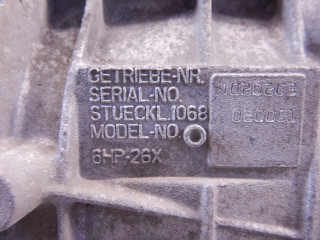 GETRIEBE-NR.
SERIAL-NO.
STUECKL.1068
MODEL-NO
6HP-26X